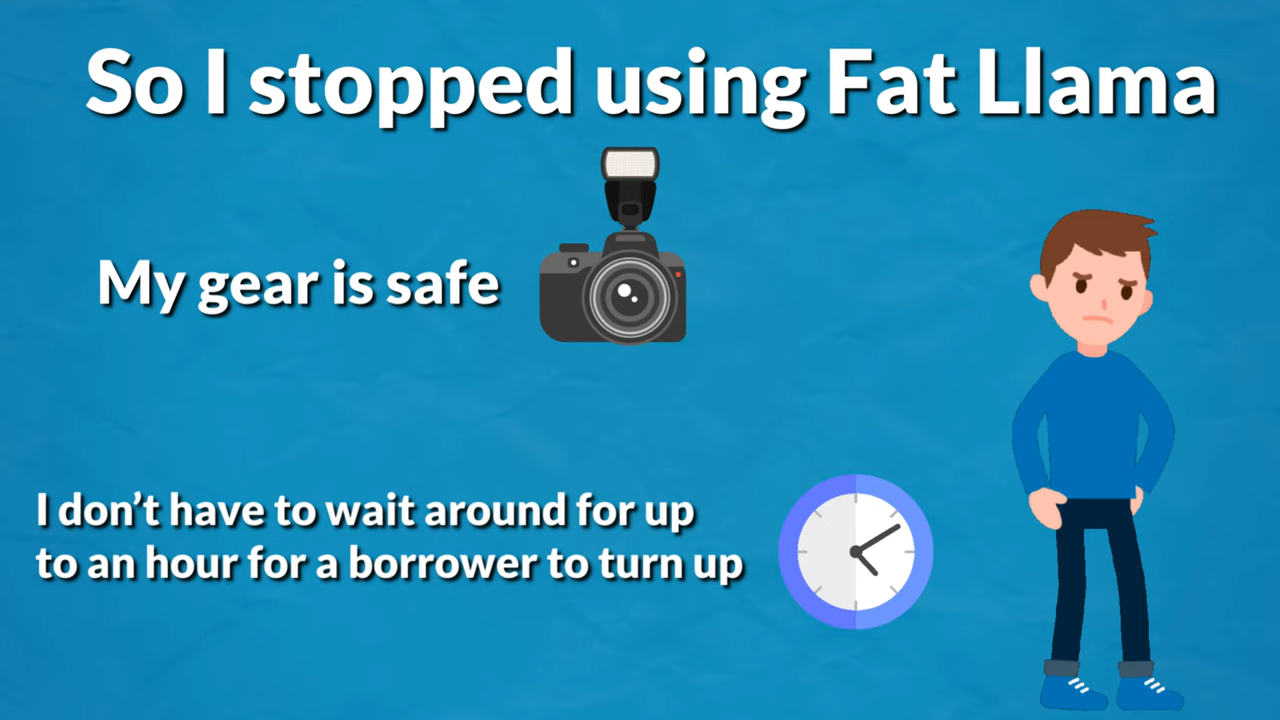 So I stopped using Fat Llama
My gear is safe
I don’t have to wait around for up
to an hour for a borrower to turn up